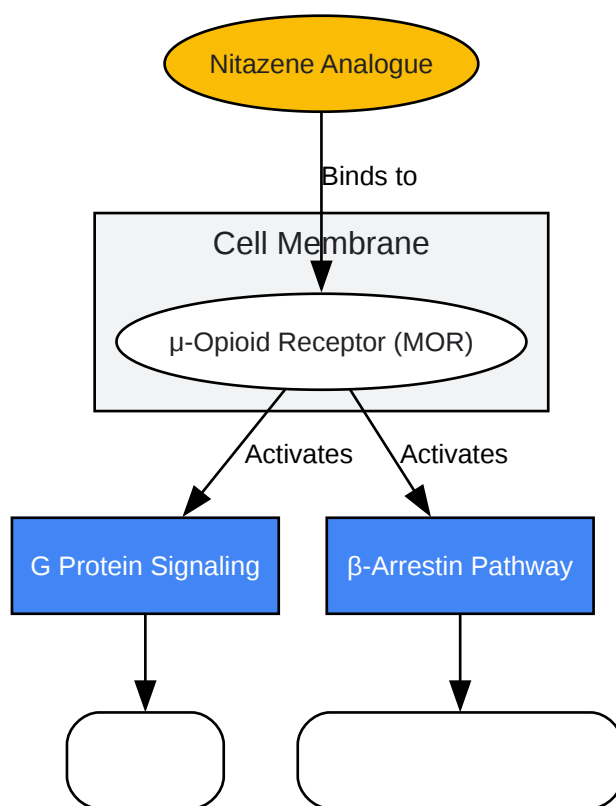 Nitazene Analogue
Binds to
Cell Membrane
μ-Opioid Receptor (MOR)
Activates
Activates
G Protein Signaling
β-Arrestin Pathway